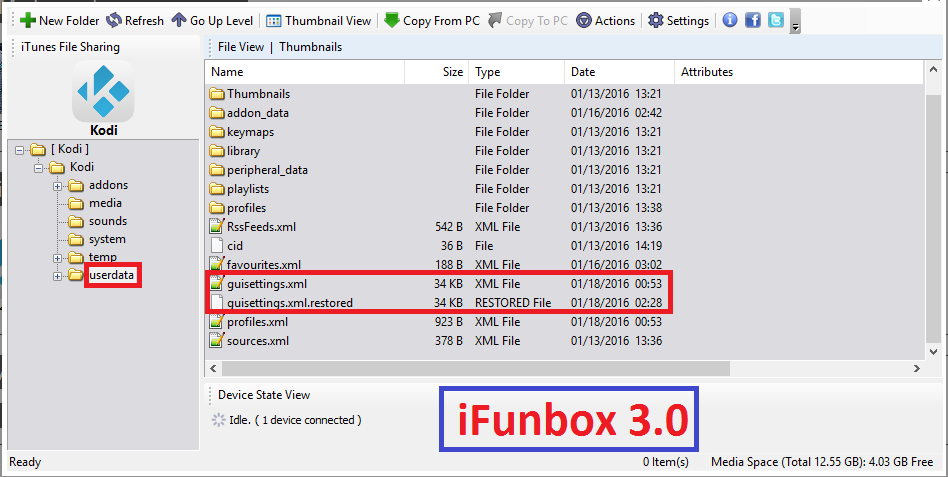 New Folder Refresh Go Up Level Thumbnail View Copy From PC Copy To PC Actions Settings
iTunes File Sharing
Kodi
[ Kodi ]
Kodi
addons
media
sounds
system
temp
userdata
File View | Thumbnails
Name Size Type Date Attributes
Thumbnails File Folder 01/13/2016 13:21
addon_data File Folder 01/16/2016 02:42
keymaps File Folder 01/13/2016 13:21
library File Folder 01/13/2016 13:21
peripheral_data File Folder 01/13/2016 13:21
playlists File Folder 01/13/2016 13:21
profiles File Folder 01/13/2016 13:38
RssFeeds.xml 542 B XML File 01/13/2016 13:36
cid 36 B File 01/13/2016 14:19
favourites.xml 188 B XML File 01/16/2016 03:02
guisettings.xml 34 KB XML File 01/18/2016 00:53
guisettings.xml.restored 34 KB RESTORED File 01/18/2016 02:28
profiles.xml 923 B XML File 01/18/2016 00:53
sources.xml 378 B XML File 01/13/2016 13:36
Device State View
Idle. ( 1 device connected )
iFunbox 3.0
Ready 0 Item(s) Media Space (Total 12.55 GB): 4.03 GB Free